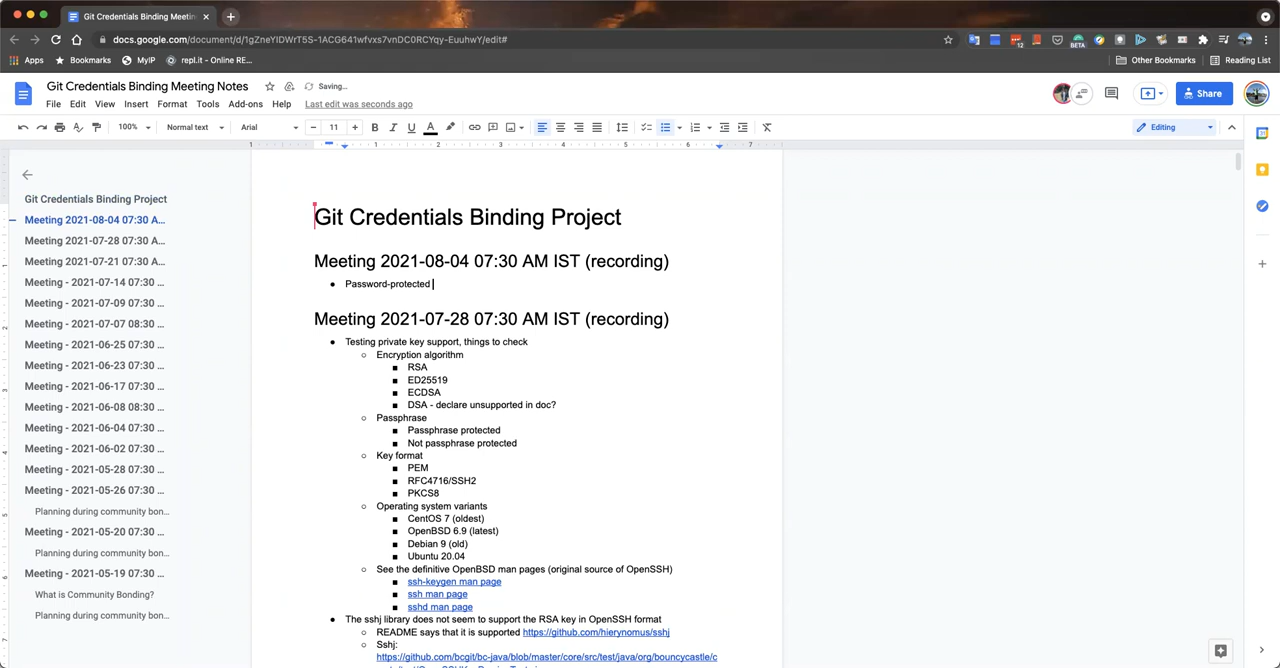 Git Credentials Binding Meetin
docs.google.com/document/d/1gZneYIDWrT5S-1ACG641wfvxs7vnDC0RCYqy-EuuhwY/edit#
12
BETA
Apps
Bookmarks
MyIP
repl.it - Online RE...
Other Bookmarks
Reading List
Git Credentials Binding Meeting Notes
Saving...
File Edit View Insert Format Tools Add-ons Help Last edit was seconds ago
Share
100% Normal text Arial 11 B I U A
Editing
1 1 2 3 4 5 6 7
Git Credentials Binding Project
Meeting 2021-08-04 07:30 A...
Meeting 2021-07-28 07:30 A...
Meeting 2021-07-21 07:30 A...
Meeting - 2021-07-14 07:30 ...
Meeting - 2021-07-09 07:30 ...
Meeting - 2021-07-07 08:30 ...
Meeting - 2021-06-25 07:30 ...
Meeting - 2021-06-23 07:30 ...
Meeting - 2021-06-17 07:30 ...
Meeting - 2021-06-08 08:30 ...
Meeting - 2021-06-04 07:30 ...
Meeting - 2021-06-02 07:30 ...
Meeting - 2021-05-28 07:30 ...
Meeting - 2021-05-26 07:30 ...
Planning during community bon...
Meeting - 2021-05-20 07:30 ...
Planning during community bon...
Meeting - 2021-05-19 07:30 ...
What is Community Bonding?
Planning during community bon...
Git Credentials Binding Project
Meeting 2021-08-04 07:30 AM IST (recording)
● Password-protected
Meeting 2021-07-28 07:30 AM IST (recording)
● Testing private key support, things to check
○ Encryption algorithm
■ RSA
■ ED25519
■ ECDSA
■ DSA - declare unsupported in doc?
○ Passphrase
■ Passphrase protected
■ Not passphrase protected
○ Key format
■ PEM
■ RFC4716/SSH2
■ PKCS8
○ Operating system variants
■ CentOS 7 (oldest)
■ OpenBSD 6.9 (latest)
■ Debian 9 (old)
■ Ubuntu 20.04
○ See the definitive OpenBSD man pages (original source of OpenSSH)
■ ssh-keygen man page
■ ssh man page
■ sshd man page
● The sshj library does not seem to support the RSA key in OpenSSH format
○ README says that it is supported https://github.com/hierynomus/sshj
○ Sshj:
https://github.com/bcgit/bc-java/blob/master/core/src/test/java/org/bouncycastle/c